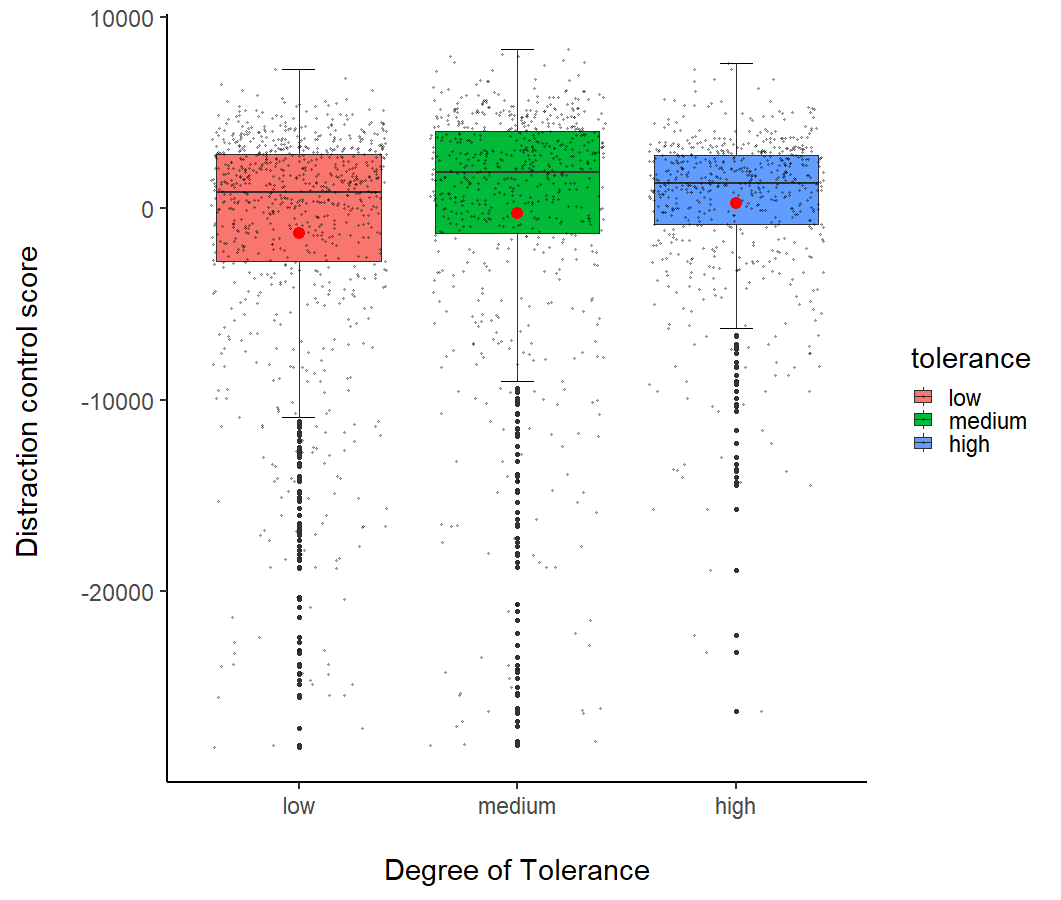 10000
0
-10000
-20000
Distraction control score
low
medium
high
Degree of Tolerance
tolerance
low
medium
high